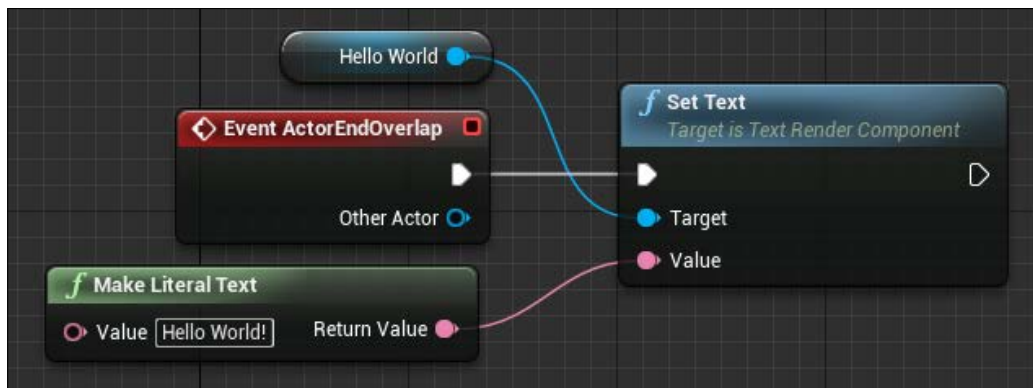 Hello World
Event ActorEndOverlap
Other Actor
f Make Literal Text
Value Hello World! Return Value
f Set Text
Target is Text Render Component
Target
Value